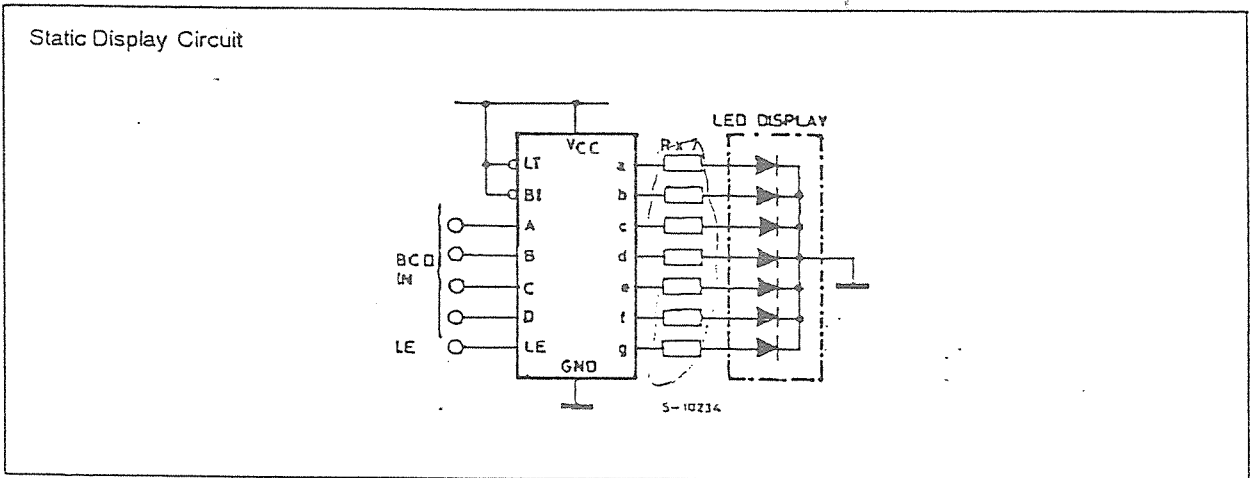 Static Display Circuit
LED DISPLAY
VCC
R x 7
LT
a
BI
b
A
c
BCD
IN
B
d
C
e
D
f
LE
LE
g
GND
S-10234